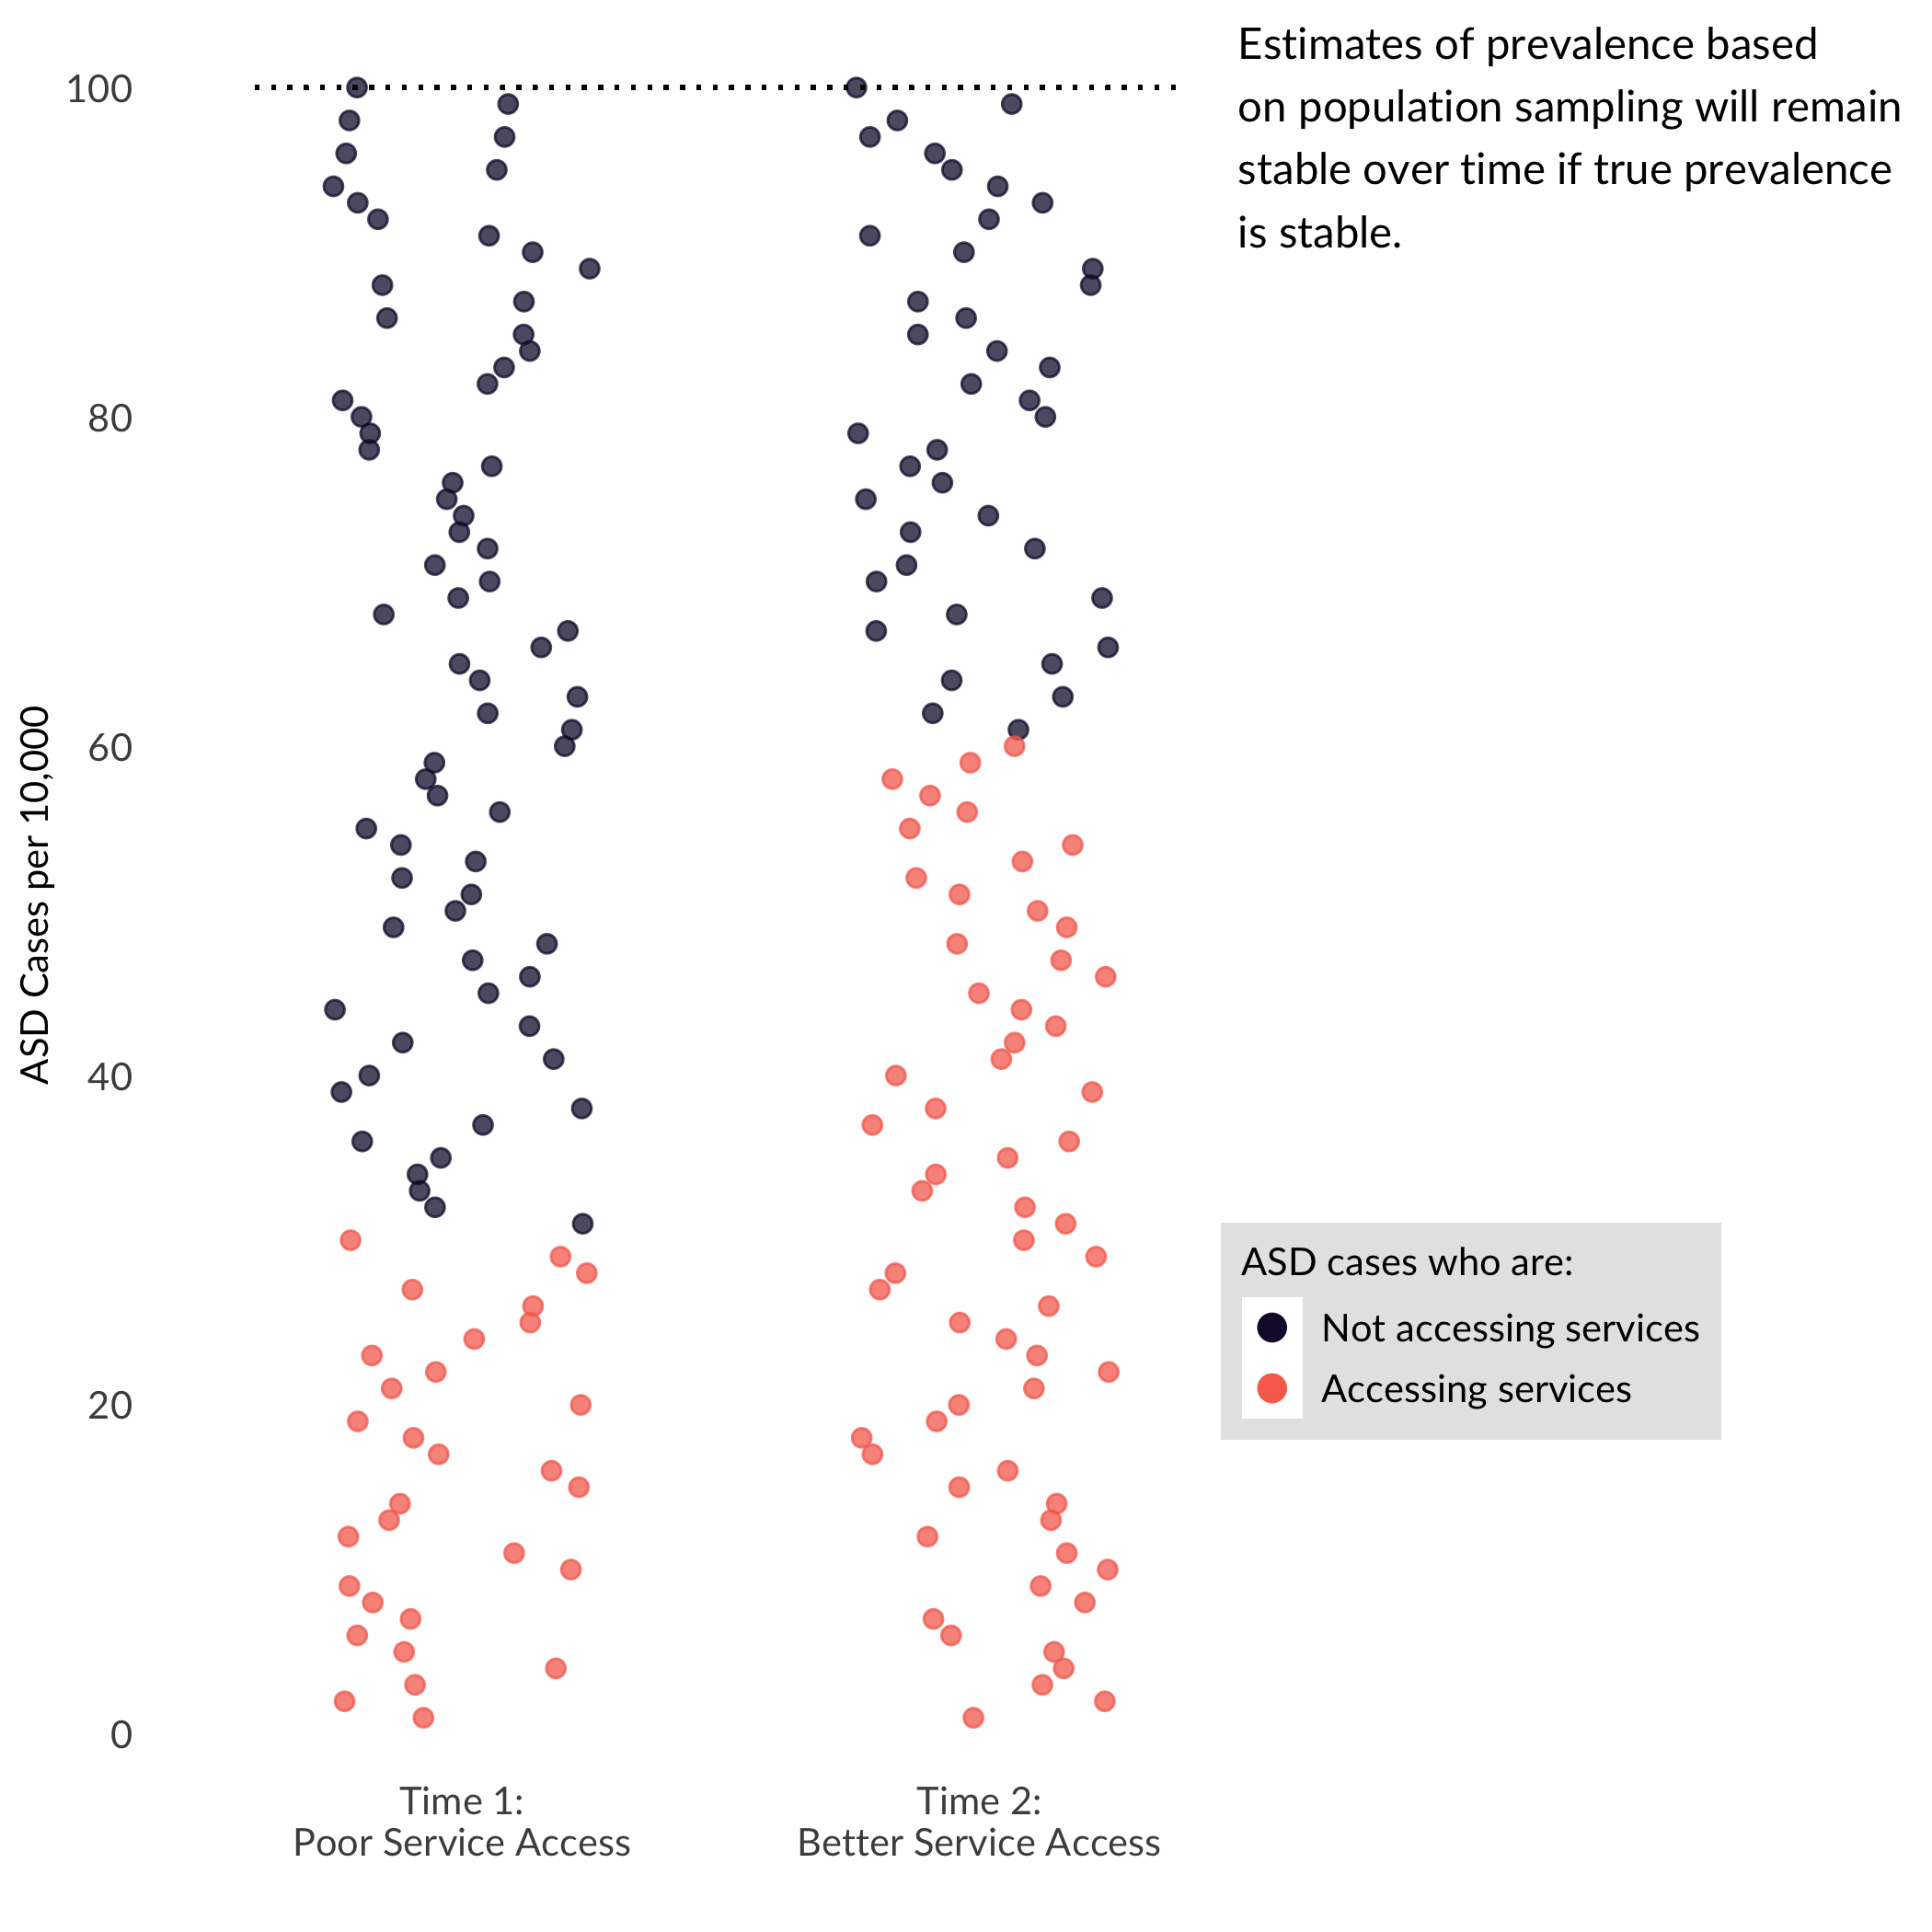 Estimates of prevalence based
on population sampling will remain
stable over time if true prevalence
is stable.
100
80
60
40
20
0
ASD Cases per 10,000
ASD cases who are:
Not accessing services
Accessing services
Time 1:
Poor Service Access
Time 2:
Better Service Access